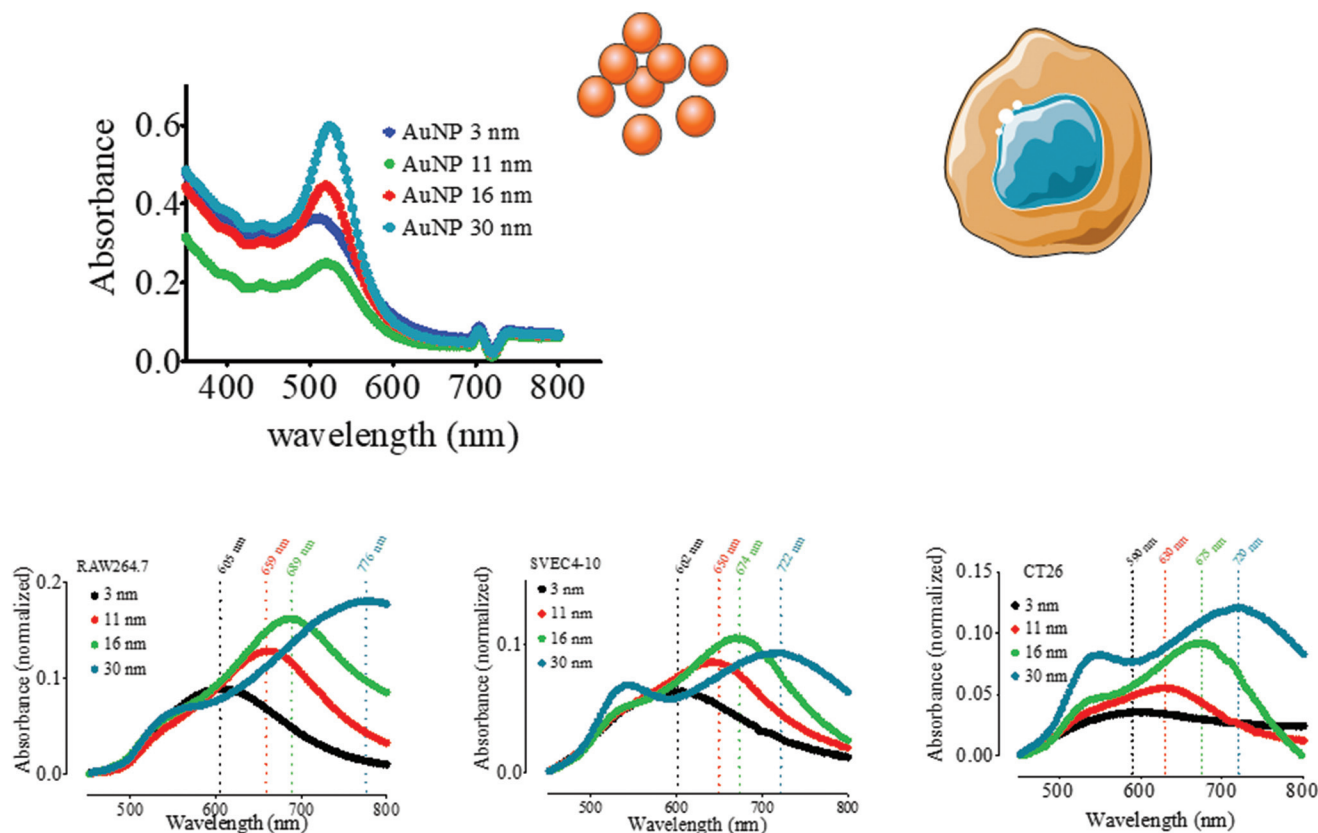 Absorbance
0.6
0.4
0.2
0.0
AuNP 3 nm
AuNP 11 nm
AuNP 16 nm
AuNP 30 nm
400 500 600 700 800
wavelength (nm)
RAW264.7
3 nm
11 nm
16 nm
30 nm
605 nm
659 nm
689 nm
776 nm
Absorbance (normalized)
0.2
0.1
0.0
500 600 700 800
Wavelength (nm)
SVEC4-10
3 nm
11 nm
16 nm
30 nm
602 nm
650 nm
674 nm
722 nm
Absorbance (normalized)
0.1
0.0
500 600 700 800
Wavelength (nm)
CT26
3 nm
11 nm
16 nm
30 nm
590 nm
630 nm
675 nm
720 nm
Absorbance (normalized)
0.15
0.10
0.05
0.00
500 600 700 800
Wavelength (nm)